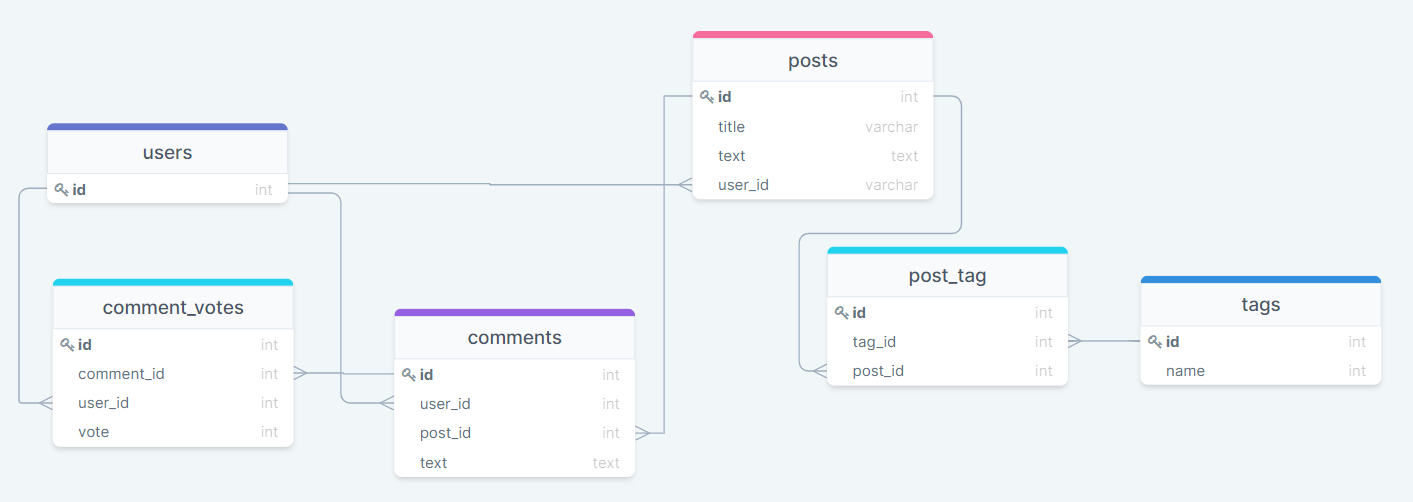 posts
id int
title varchar
text text
user_id varchar
users
id int
comment_votes
id int
comment_id int
user_id int
vote int
comments
id int
user_id int
post_id int
text text
post_tag
id int
tag_id int
post_id int
tags
id int
name int